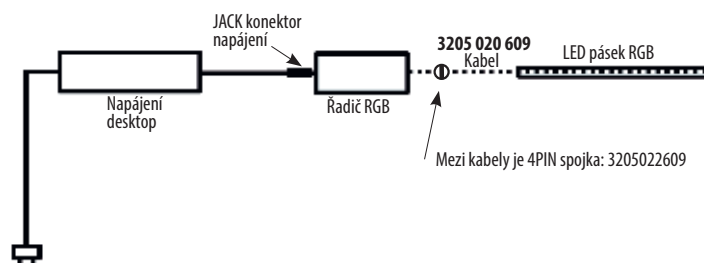 JACK konektor
napájení
3205 020 609
Kabel
LED pásek RGB
Napájení
desktop
Řadič RGB
Mezi kabely je 4PIN spojka: 3205022609